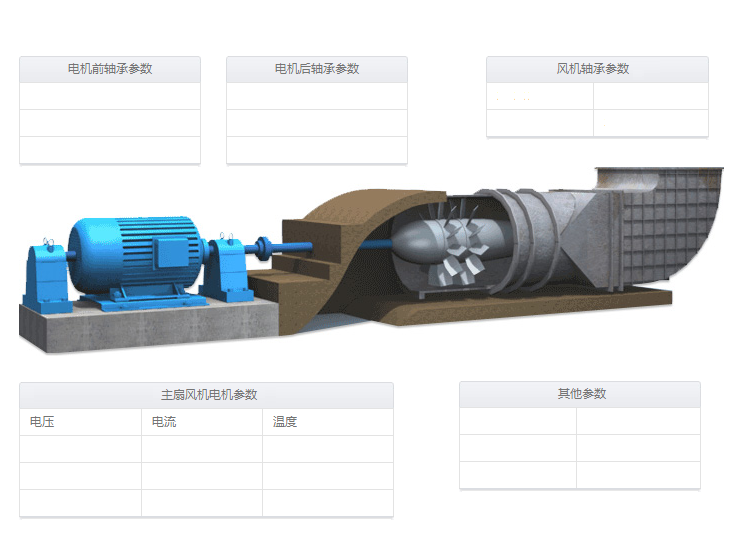 电机前轴承参数
电机后轴承参数
风机轴承参数
主扇风机电机参数
电压 电流 温度
其他参数